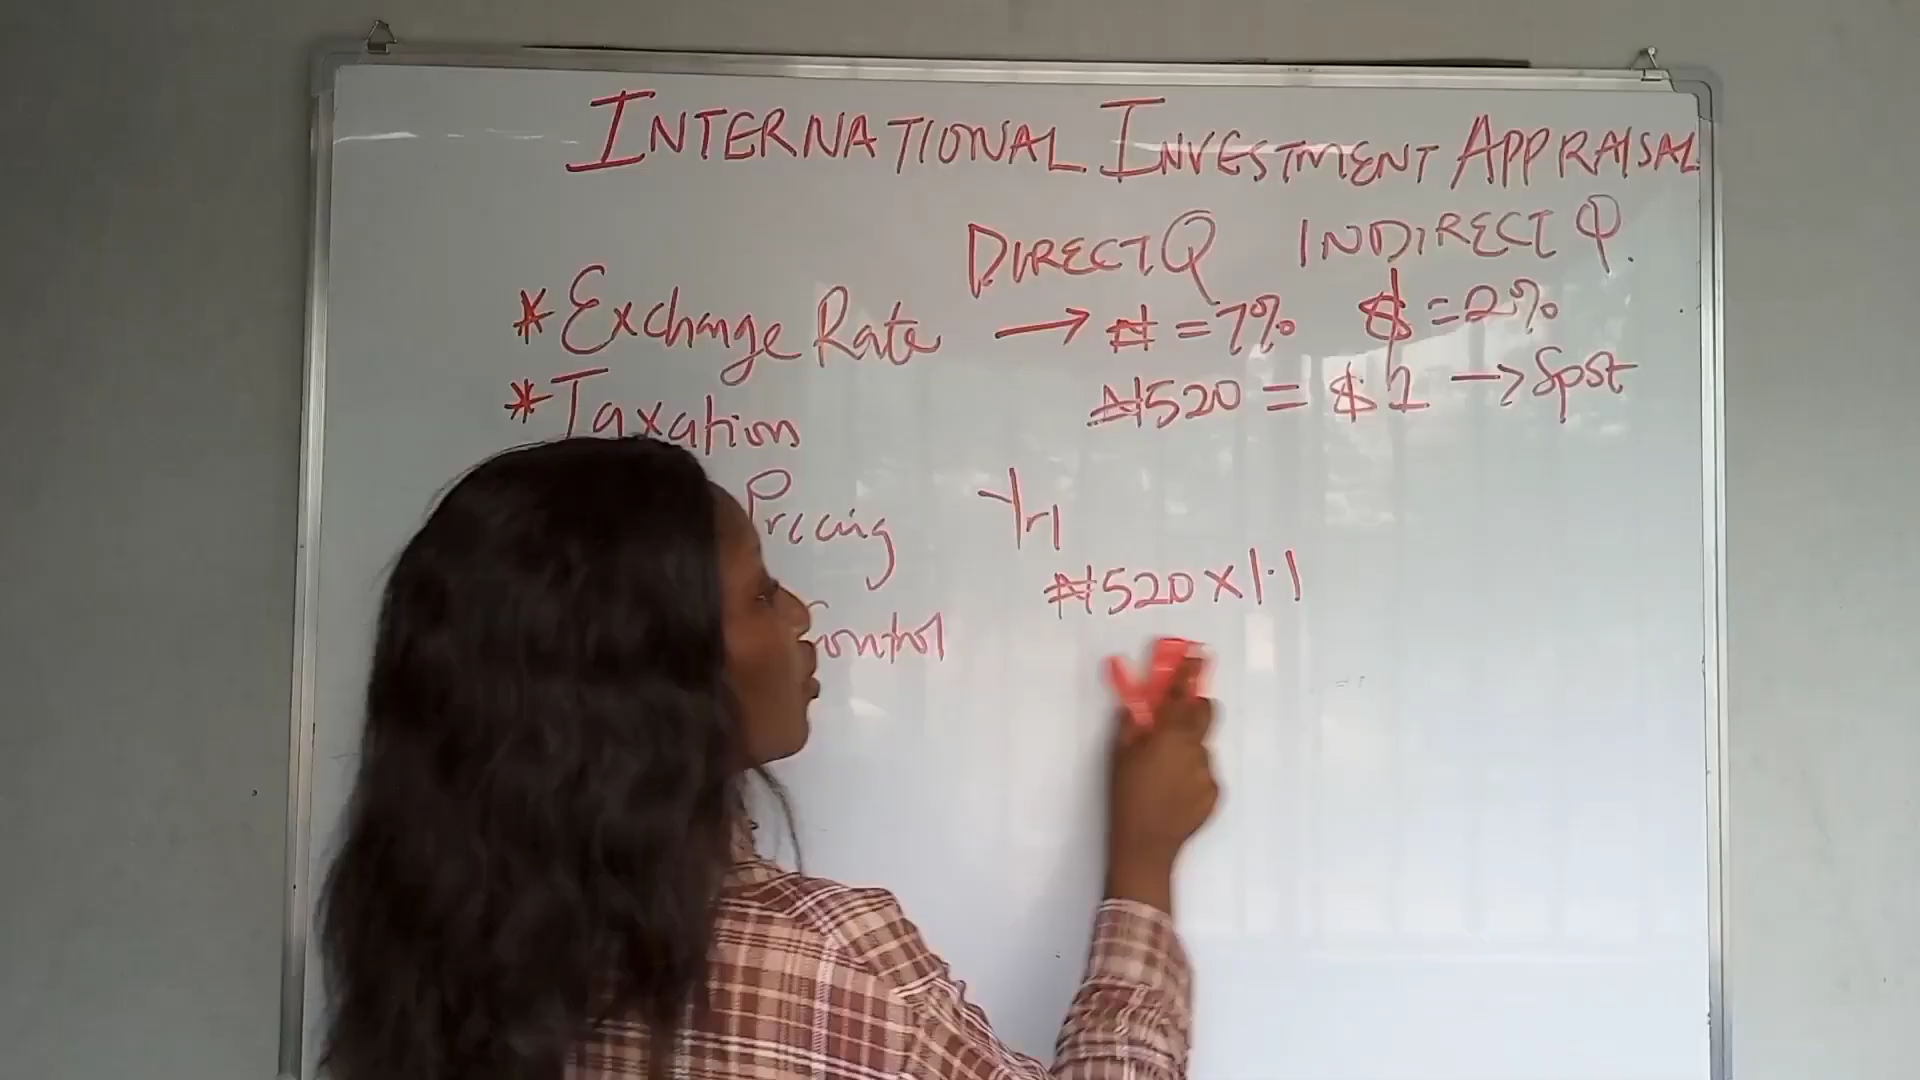 INTERNATIONAL INVESTMENT APPRAISAL
DIRECT Q INDIRECT Q.
*Exchange Rate → ₦ = 7% $ = 2%
*Taxation ₦520 = $1 → Spot
Pricing Yr1
₦520 X 1.1
Control